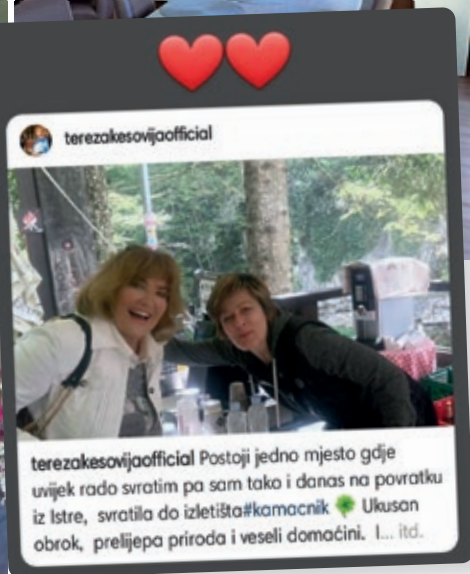 terezakesovijaofficial
terezakesovijaofficial Postoji jedno mjesto gdje
uvijek rado svratim pa sam tako i danas na povratku
iz Istre, svratila do izletišta#kamacnik 🍀 Ukusan
obrok, prelijepa priroda i veseli domaćini. I... itd.